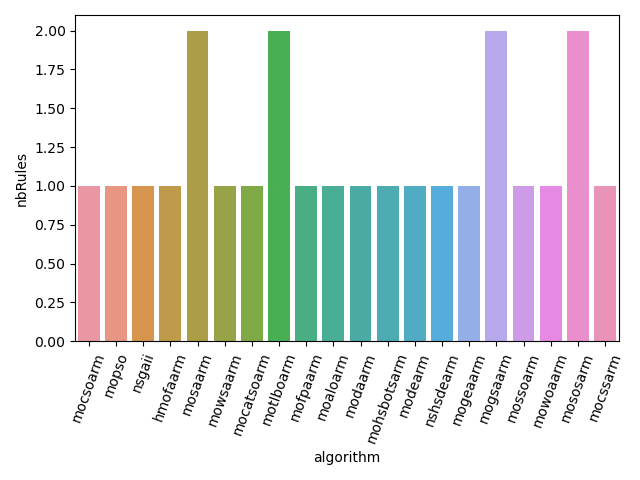 2.00
1.75
1.50
1.25
1.00
0.75
0.50
0.25
0.00
nbRules
mocsoarm
mopso
nsgaii
hmofaarm
mosaarm
mowsaarm
mocatsoarm
motlboarm
mofpaarm
moaloarm
modaarm
mohsbotsarm
modearm
nshsdearm
mogeaarm
mogsaarm
mossoarm
mowoaarm
mososarm
mocssarm
algorithm